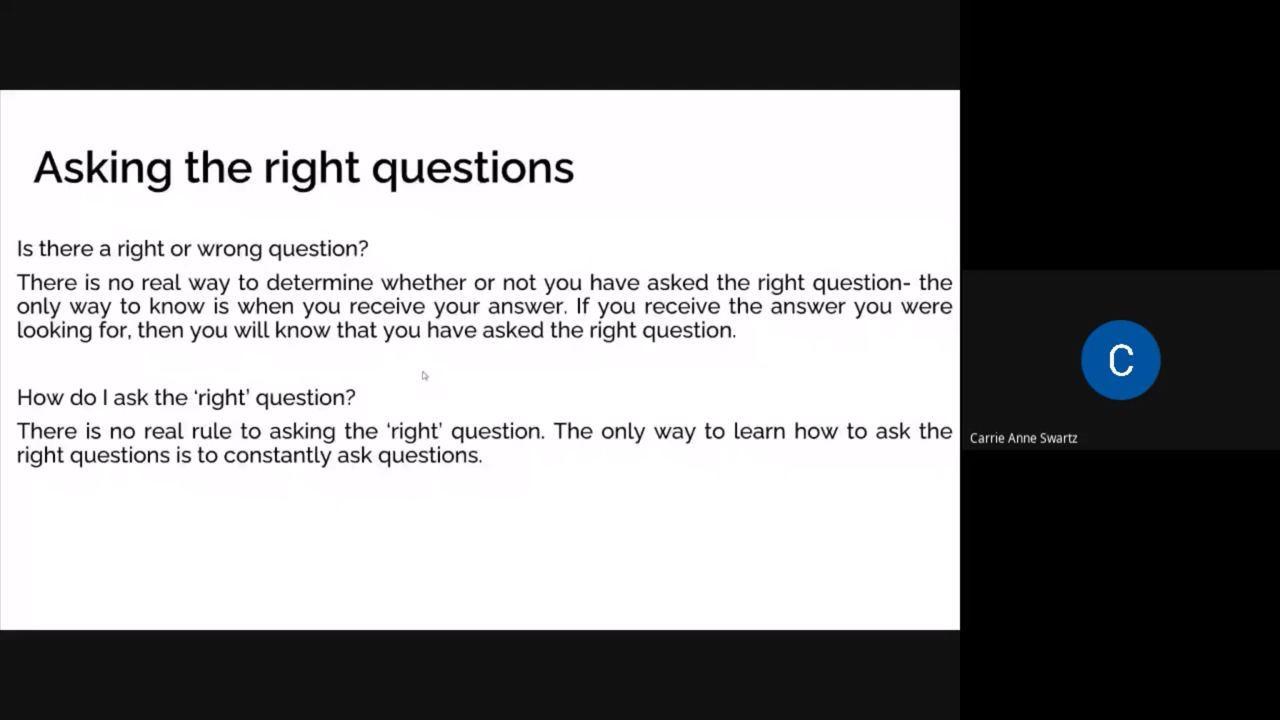 Asking the right questions
Is there a right or wrong question?
There is no real way to determine whether or not you have asked the right question- the
only way to know is when you receive your answer. If you receive the answer you were
looking for, then you will know that you have asked the right question.
How do I ask the ‘right’ question?
There is no real rule to asking the ‘right’ question. The only way to learn how to ask the
right questions is to constantly ask questions.
C
Carrie Anne Swartz